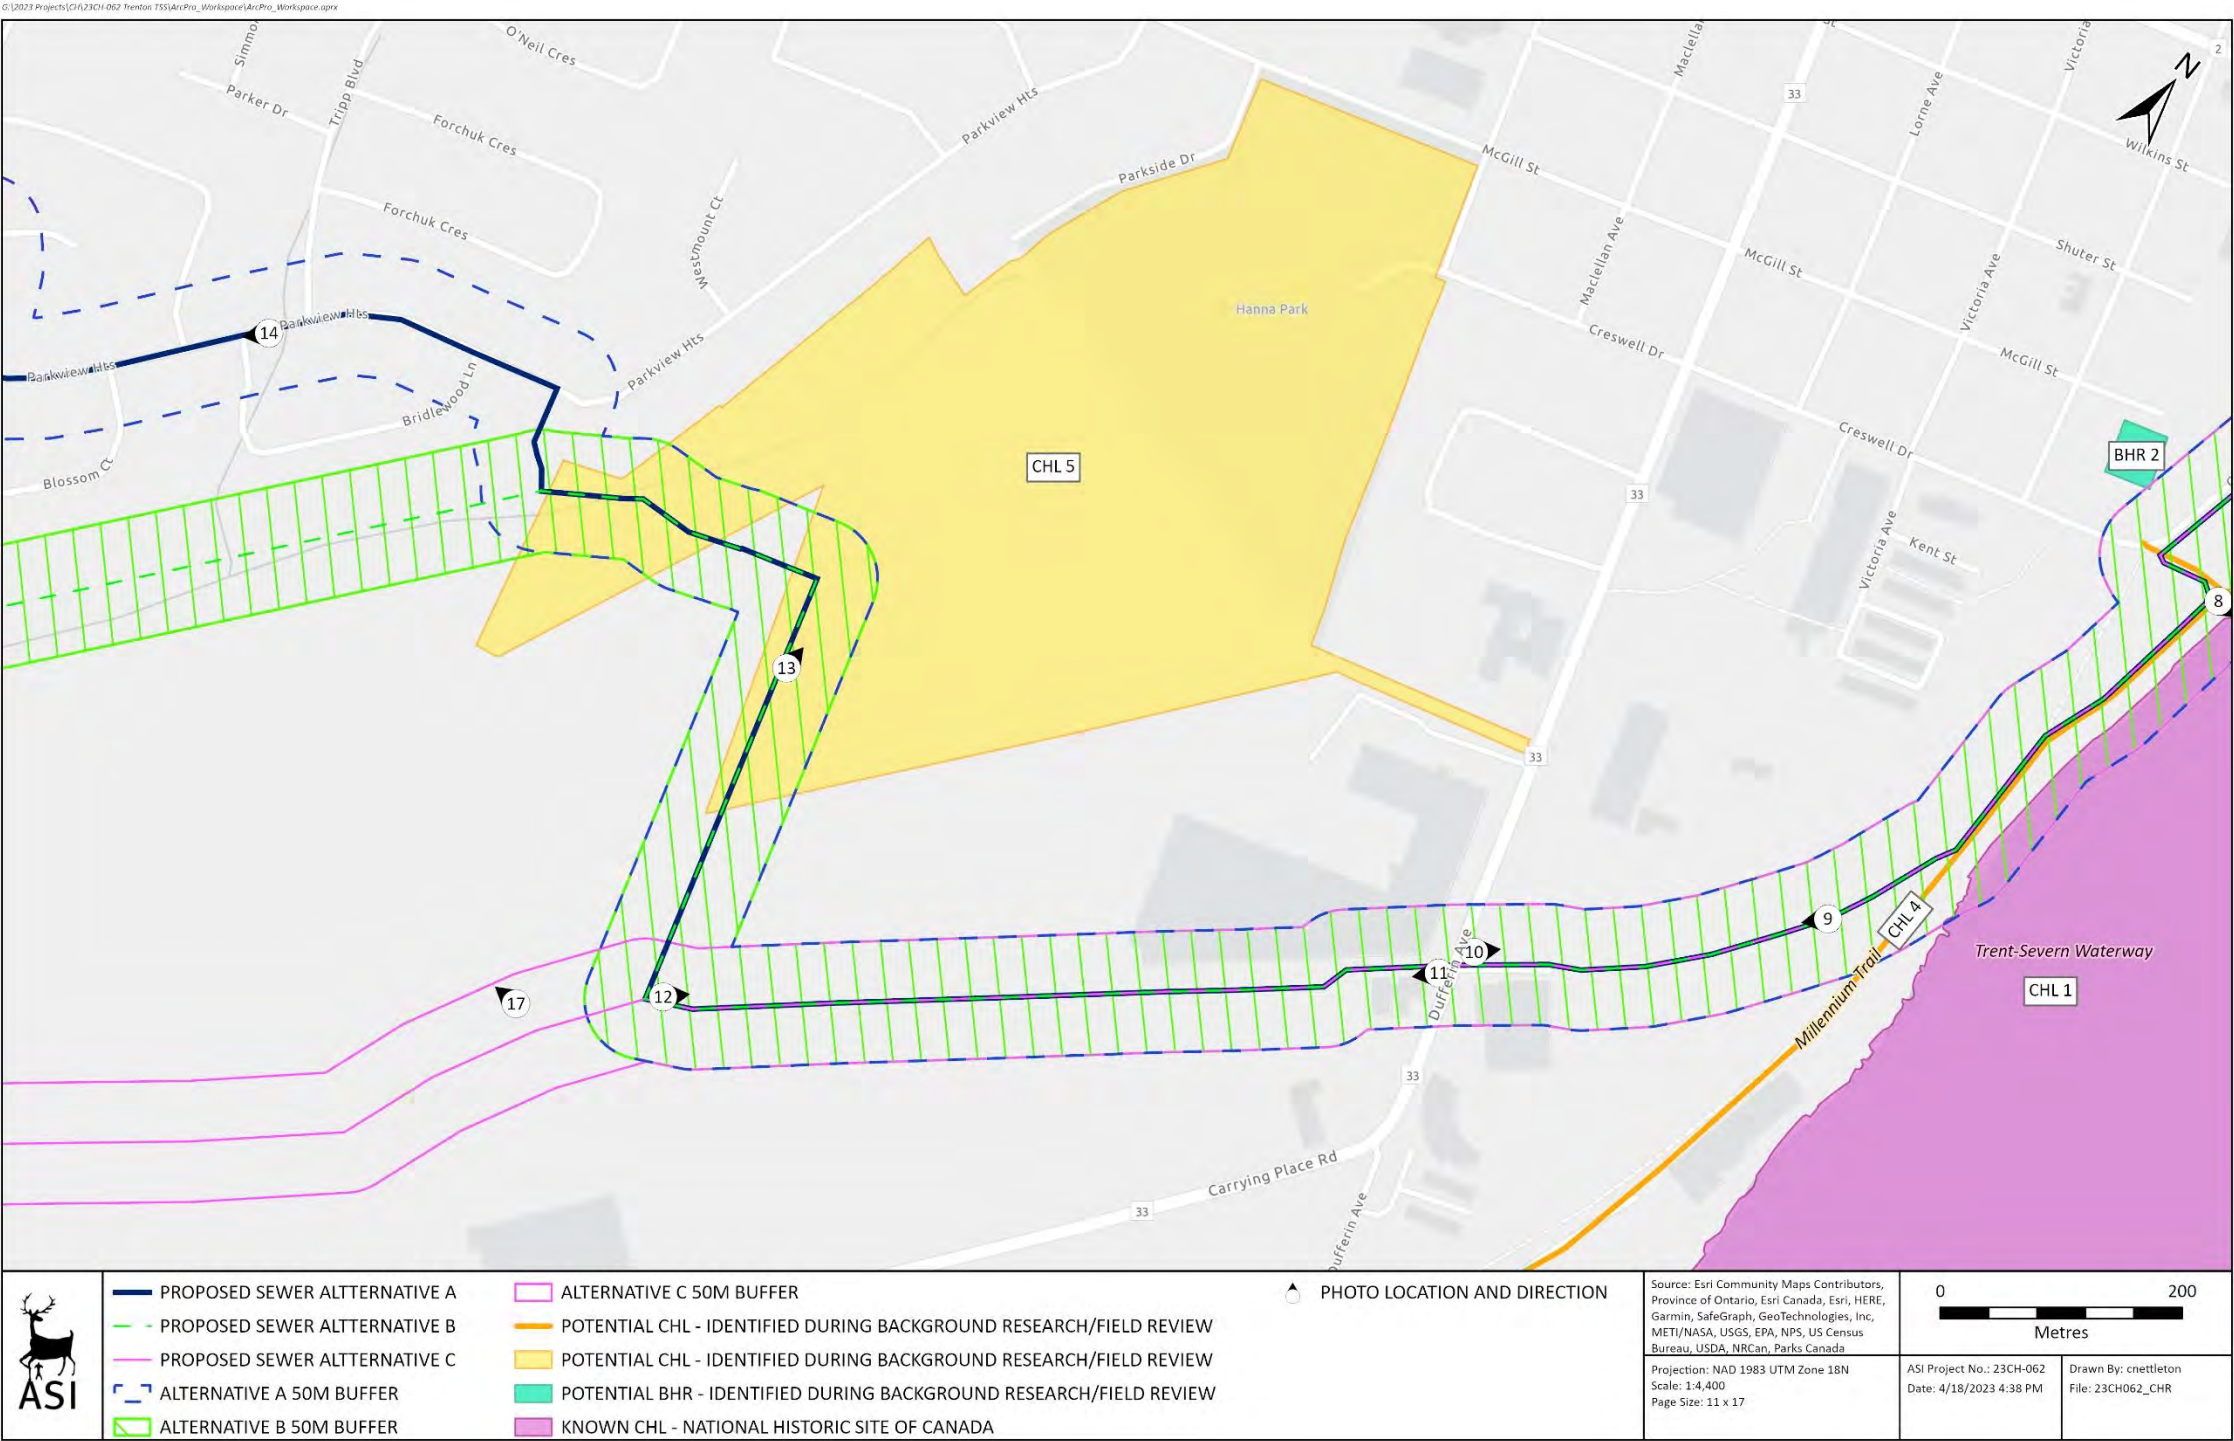 G:\2023 Projects\CH\23CH-062 Trenton TSS\ArcPro_Workspace\ArcPro_Workspace.aprx
O'Neil Cres
Tripp Blvd
Parker Dr
Forchuk Cres
Forchuk Cres
Parkview Hts
Parkside Dr
Westmount Ct
Parkview Hts
Parkview Hts
Parkview Hts
Bridlewood Ln
Blossom Ct
14
Hanna Park
CHL 5
McGill St
Maclella
33
Lorne Ave
Victoria
2
N
Wilkins St
Maclellan Ave
McGill St
Victoria Ave
Shuter St
McGill St
Creswell Dr
Creswell Dr
BHR 2
33
Victoria Ave
Kent St
8
13
33
9
CHL 4
10
11
12
17
Dufferin Ave
Millennium Trail
Trent-Severn Waterway
CHL 1
33
Carrying Place Rd
33
Dufferin Ave
ASI
PROPOSED SEWER ALTTERNATIVE A
PROPOSED SEWER ALTTERNATIVE B
PROPOSED SEWER ALTTERNATIVE C
ALTERNATIVE A 50M BUFFER
ALTERNATIVE B 50M BUFFER
ALTERNATIVE C 50M BUFFER
POTENTIAL CHL - IDENTIFIED DURING BACKGROUND RESEARCH/FIELD REVIEW
POTENTIAL CHL - IDENTIFIED DURING BACKGROUND RESEARCH/FIELD REVIEW
POTENTIAL BHR - IDENTIFIED DURING BACKGROUND RESEARCH/FIELD REVIEW
KNOWN CHL - NATIONAL HISTORIC SITE OF CANADA
PHOTO LOCATION AND DIRECTION
Source: Esri Community Maps Contributors,
Province of Ontario, Esri Canada, Esri, HERE,
Garmin, SafeGraph, GeoTechnologies, Inc,
METI/NASA, USGS, EPA, NPS, US Census
Bureau, USDA, NRCan, Parks Canada
Projection: NAD 1983 UTM Zone 18N
Scale: 1:4,400
Page Size: 11 x 17
0 200
Metres
ASI Project No.: 23CH-062
Date: 4/18/2023 4:38 PM
Drawn By: cnettleton
File: 23CH062_CHR